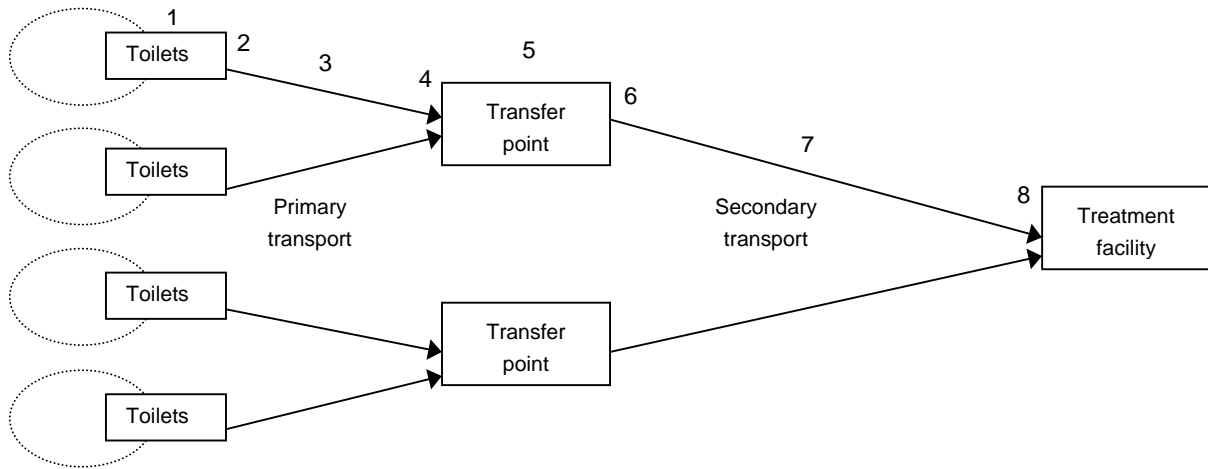 1
Toilets
2
3
4
5
Transfer
point
6
7
8
Toilets
Primary
transport
Secondary
transport
Treatment
facility
Toilets
Transfer
point
Toilets